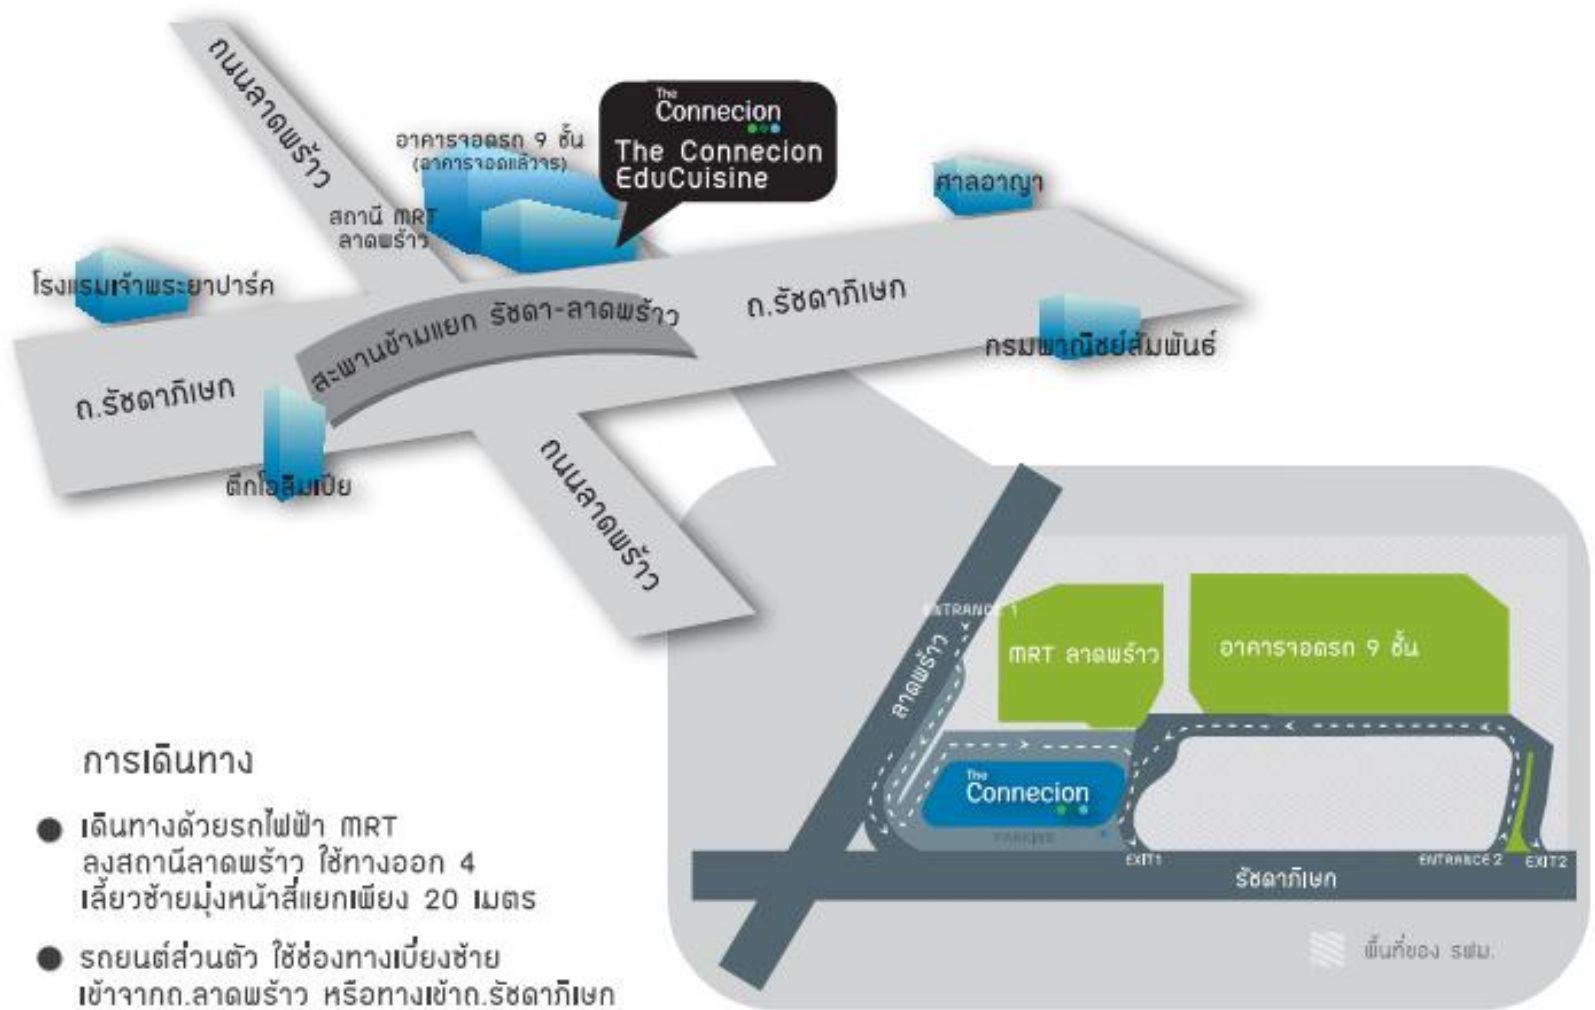 ถนนลาดพร้าว
อาคารจอดรถ 9 ชั้น
(อาคารจอดแล้วจร)
The
Connecion
The Connecion
EduCuisine
ศาลอาญา
สถานี MRT
ลาดพร้าว
โรงแรมเจ้าพระยาปาร์ค
สะพานข้ามแยก รัชดา-ลาดพร้าว
ถ.รัชดาภิเษก
กรมพาณิชย์สัมพันธ์
ถ.รัชดาภิเษก
ตึกโอลิมเปีย
ถนนลาดพร้าว
ENTRANCE 1
ลาดพร้าว
MRT ลาดพร้าว
อาคารจอดรถ 9 ชั้น
The
Connecion
PARKING
EXIT1
ENTRANCE 2
EXIT2
รัชดาภิเษก
พื้นที่ของ รฟม.
การเดินทาง
● เดินทางด้วยรถไฟฟ้า MRT
ลงสถานีลาดพร้าว ใช้ทางออก 4
เลี้ยวซ้ายมุ่งหน้าสี่แยกเพียง 20 เมตร
● รถยนต์ส่วนตัว ใช้ช่องทางเบี่ยงซ้าย
เข้าจากถ.ลาดพร้าว หรือทางเข้าถ.รัชดาภิเษก